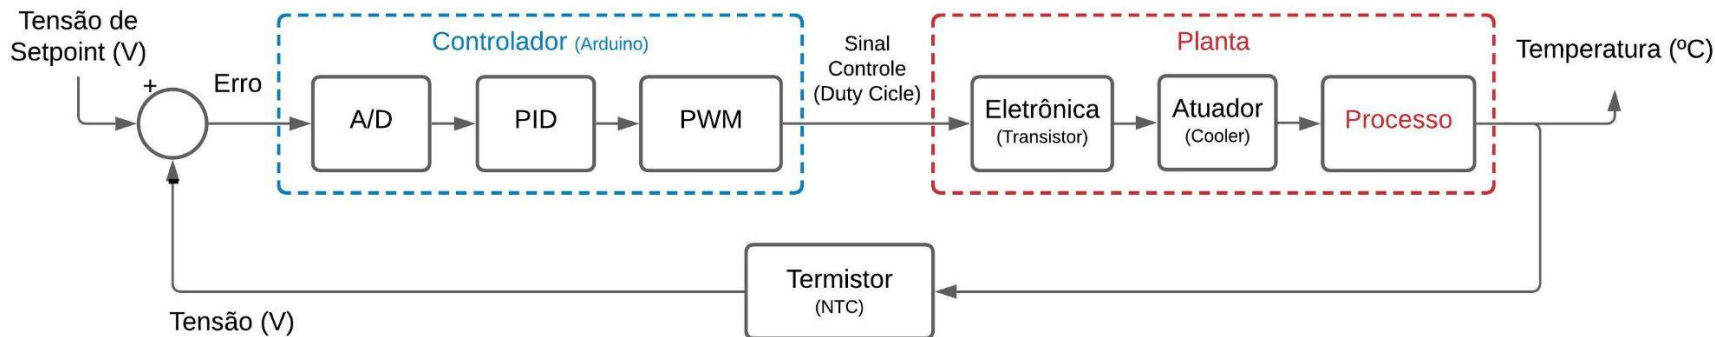 Tensão de
Setpoint (V)
+
Erro
Controlador (Arduino)
A/D
PID
PWM
Sinal
Controle
(Duty Cicle)
Planta
Eletrônica
(Transistor)
Atuador
(Cooler)
Processo
Temperatura (ºC)
Termistor
(NTC)
Tensão (V)